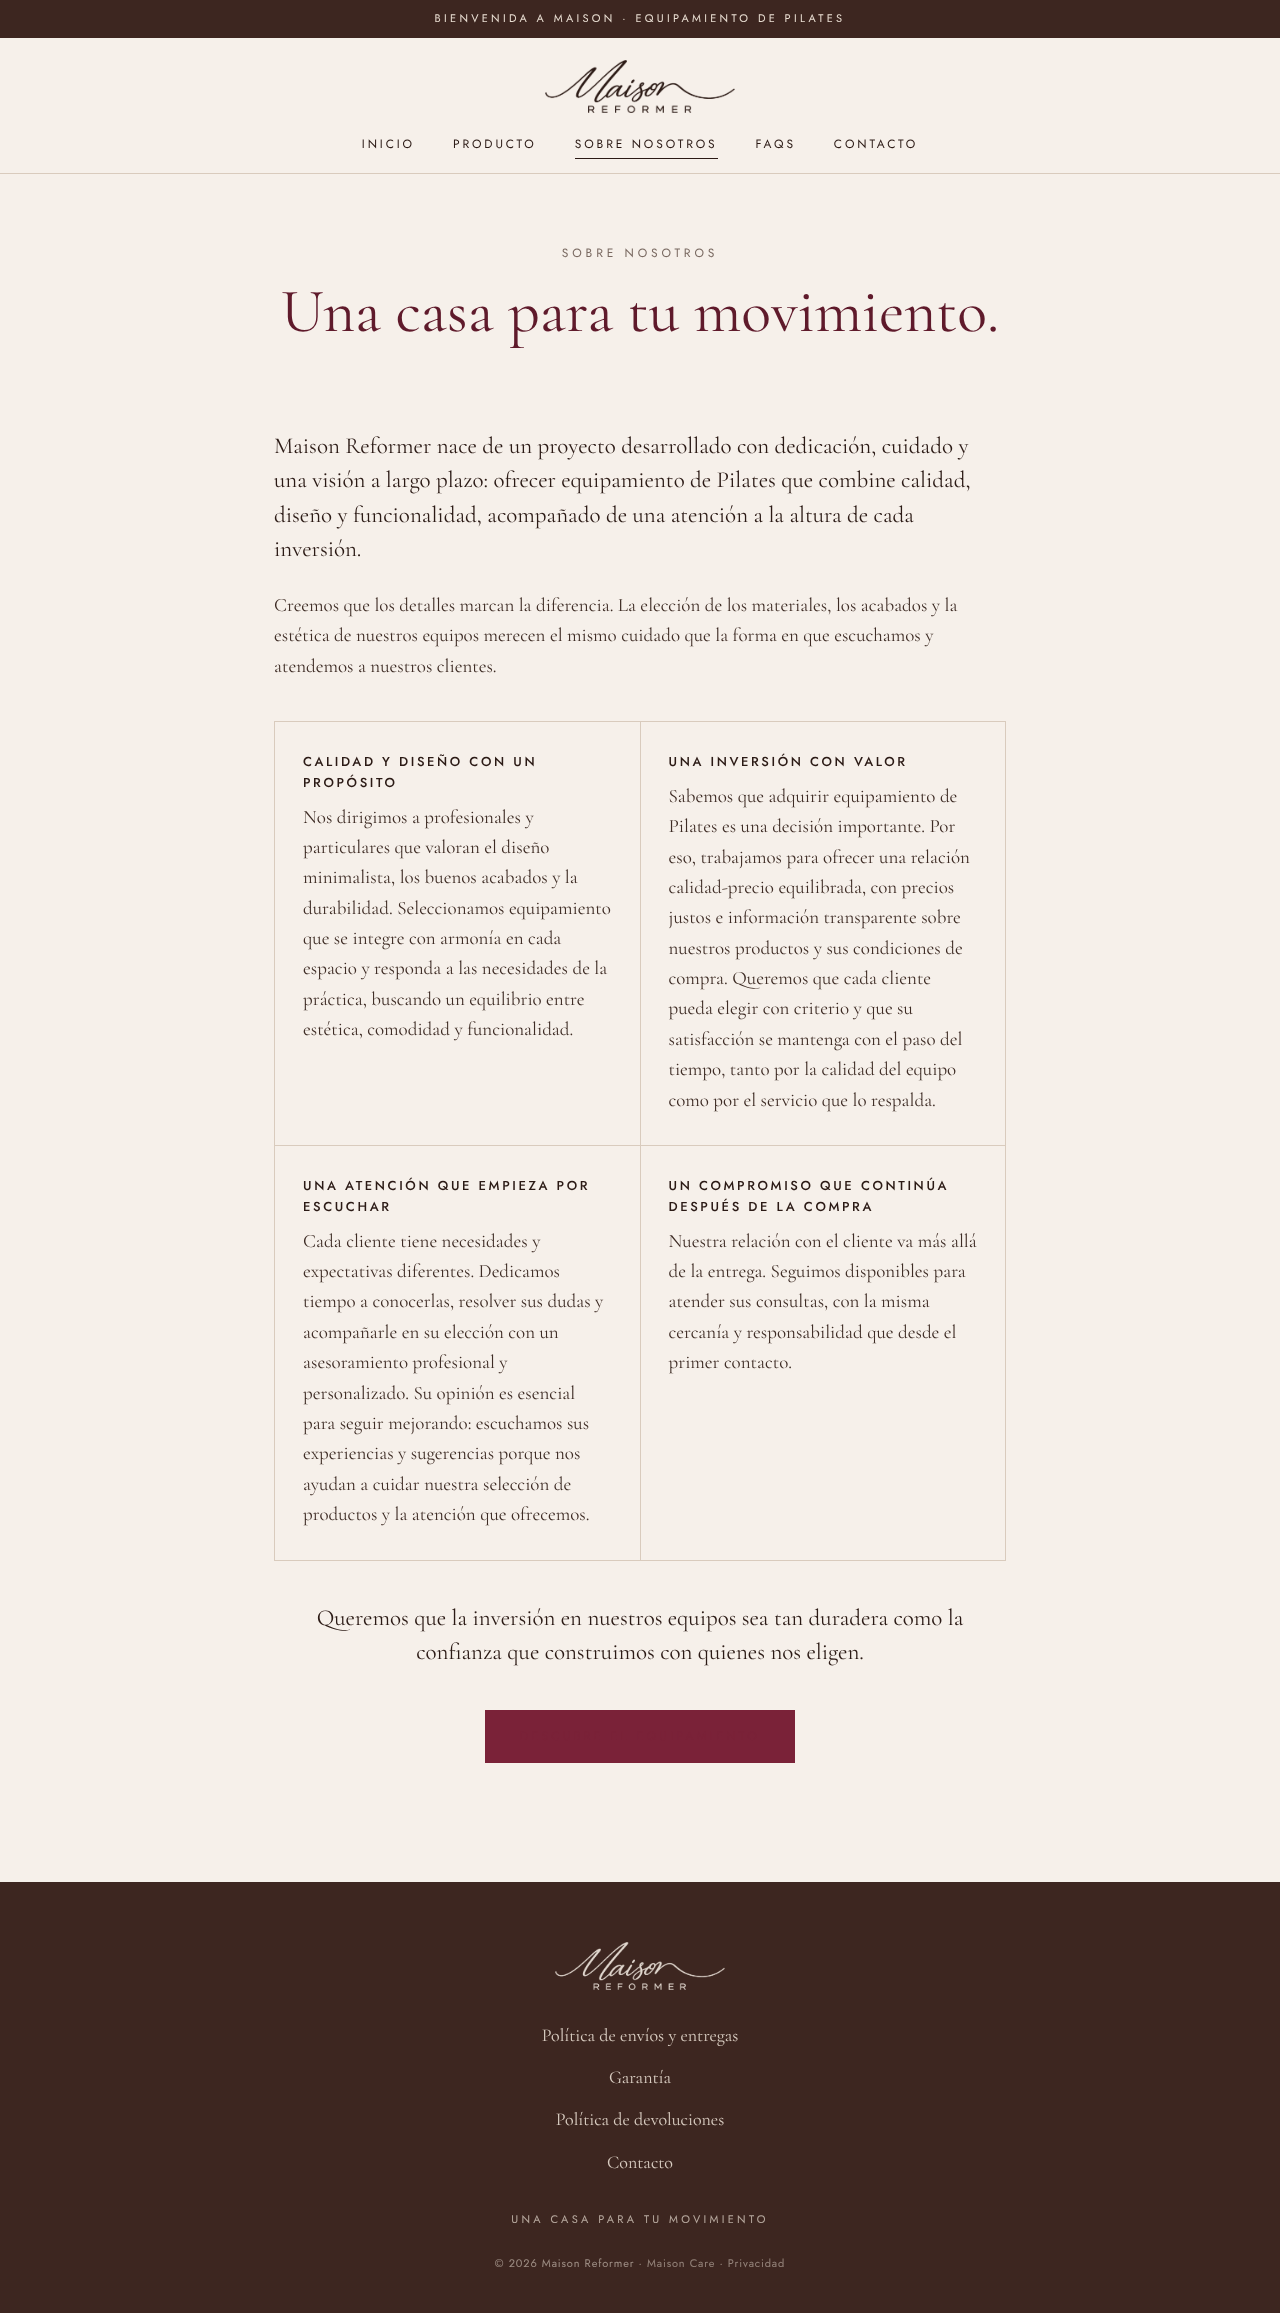 BIENVENIDA A MAISON · EQUIPAMIENTO DE PILATES
Maison
REFORMER
INICIO PRODUCTO SOBRE NOSOTROS FAQS CONTACTO
SOBRE NOSOTROS
Una casa para tu movimiento.
Maison Reformer nace de un proyecto desarrollado con dedicación, cuidado y
una visión a largo plazo: ofrecer equipamiento de Pilates que combine calidad,
diseño y funcionalidad, acompañado de una atención a la altura de cada
inversión.
Creemos que los detalles marcan la diferencia. La elección de los materiales, los acabados y la
estética de nuestros equipos merecen el mismo cuidado que la forma en que escuchamos y
atendemos a nuestros clientes.
CALIDAD Y DISEÑO CON UN
PROPÓSITO
Nos dirigimos a profesionales y
particulares que valoran el diseño
minimalista, los buenos acabados y la
durabilidad. Seleccionamos equipamiento
que se integre con armonía en cada
espacio y responda a las necesidades de la
práctica, buscando un equilibrio entre
estética, comodidad y funcionalidad.
UNA INVERSIÓN CON VALOR
Sabemos que adquirir equipamiento de
Pilates es una decisión importante. Por
eso, trabajamos para ofrecer una relación
calidad-precio equilibrada, con precios
justos e información transparente sobre
nuestros productos y sus condiciones de
compra. Queremos que cada cliente
pueda elegir con criterio y que su
satisfacción se mantenga con el paso del
tiempo, tanto por la calidad del equipo
como por el servicio que lo respalda.
UNA ATENCIÓN QUE EMPIEZA POR
ESCUCHAR
Cada cliente tiene necesidades y
expectativas diferentes. Dedicamos
tiempo a conocerlas, resolver sus dudas y
acompañarle en su elección con un
asesoramiento profesional y
personalizado. Su opinión es esencial
para seguir mejorando: escuchamos sus
experiencias y sugerencias porque nos
ayudan a cuidar nuestra selección de
productos y la atención que ofrecemos.
UN COMPROMISO QUE CONTINÚA
DESPUÉS DE LA COMPRA
Nuestra relación con el cliente va más allá
de la entrega. Seguimos disponibles para
atender sus consultas, con la misma
cercanía y responsabilidad que desde el
primer contacto.
Queremos que la inversión en nuestros equipos sea tan duradera como la
confianza que construimos con quienes nos eligen.
Maison
REFORMER
Política de envíos y entregas
Garantía
Política de devoluciones
Contacto
UNA CASA PARA TU MOVIMIENTO
© 2026 Maison Reformer · Maison Care · Privacidad